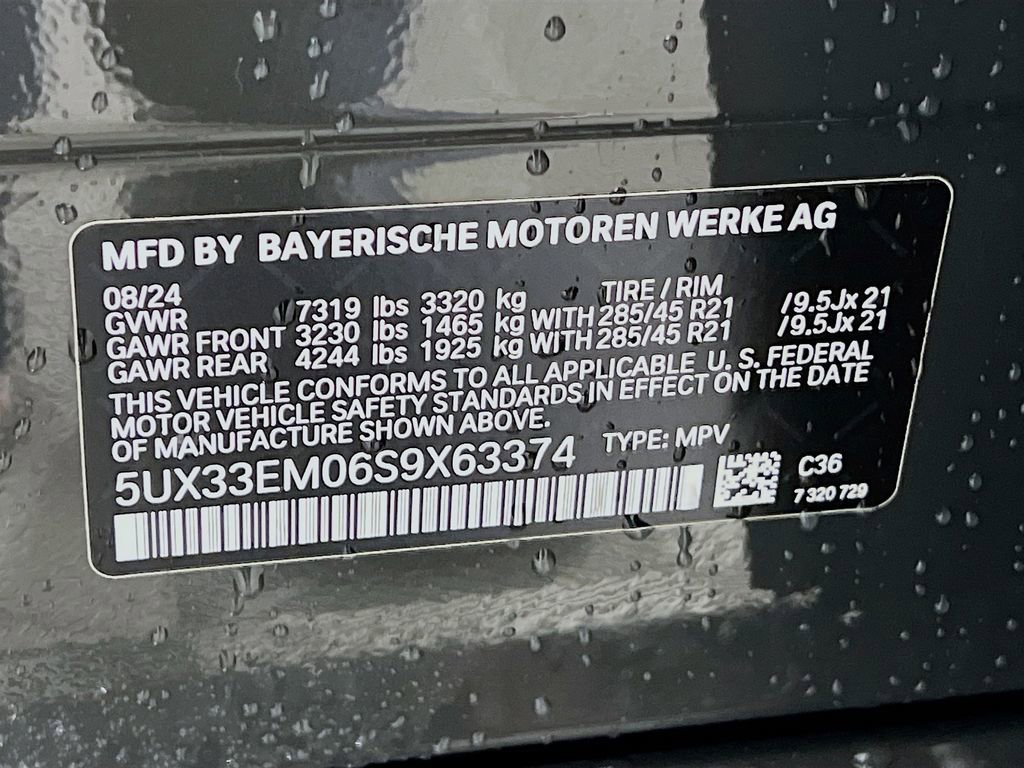 MFD BY BAYERISCHE MOTOREN WERKE AG
08/24 TIRE / RIM
GVWR 7319 lbs 3320 kg
GAWR FRONT 3230 lbs 1465 kg WITH 285/45 R21 /9.5Jx 21
GAWR REAR 4244 lbs 1925 kg WITH 285/45 R21 /9.5Jx 21
THIS VEHICLE CONFORMS TO ALL APPLICABLE U. S. FEDERAL
MOTOR VEHICLE SAFETY STANDARDS IN EFFECT ON THE DATE
OF MANUFACTURE SHOWN ABOVE.
5UX33EM06S9X63374 TYPE: MPV
C36
7 320 729